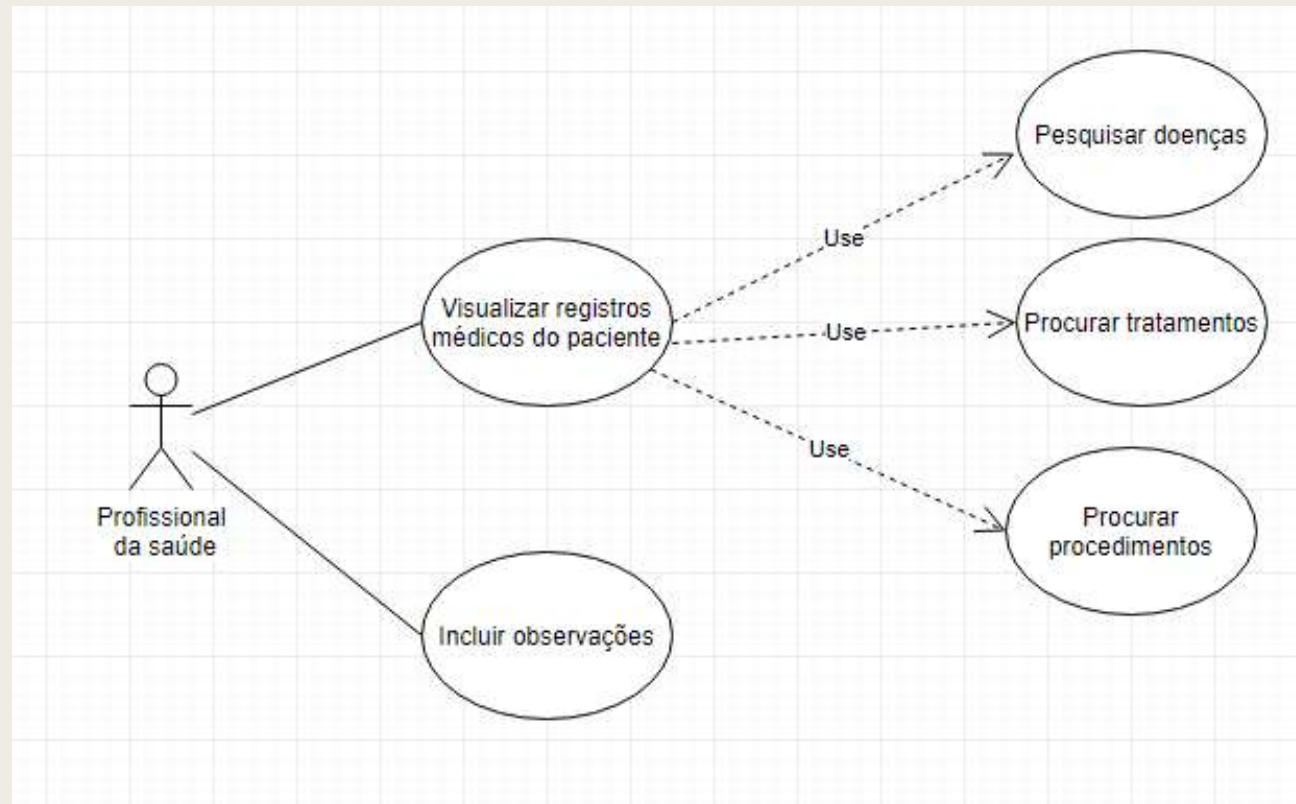 Pesquisar doenças
Use
Visualizar registros
médicos do paciente
Use
Procurar tratamentos
Use
Profissional
da saúde
Procurar
procedimentos
Incluir observações